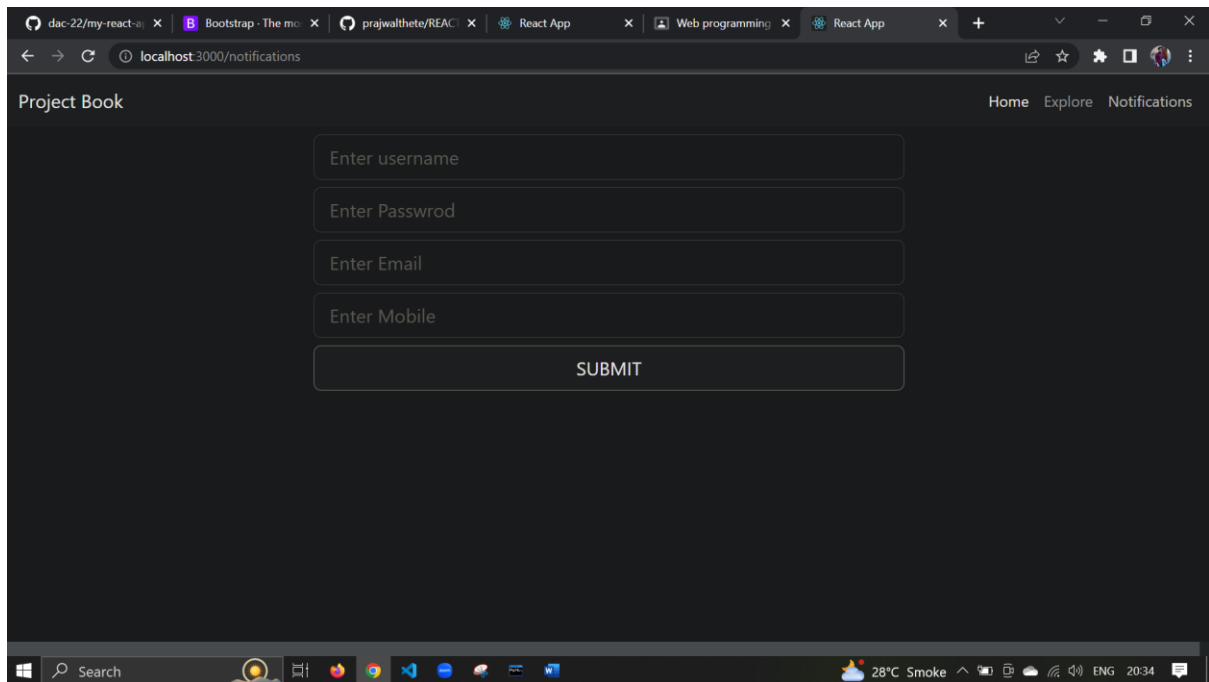 dac-22/my-react-a Bootstrap · The mo prajwalthete/REAC React App Web programming React App
localhost:3000/notifications
Project Book Home Explore Notifications
Enter username
Enter Passwrod
Enter Email
Enter Mobile
SUBMIT
Search 28°C Smoke ENG 20:34